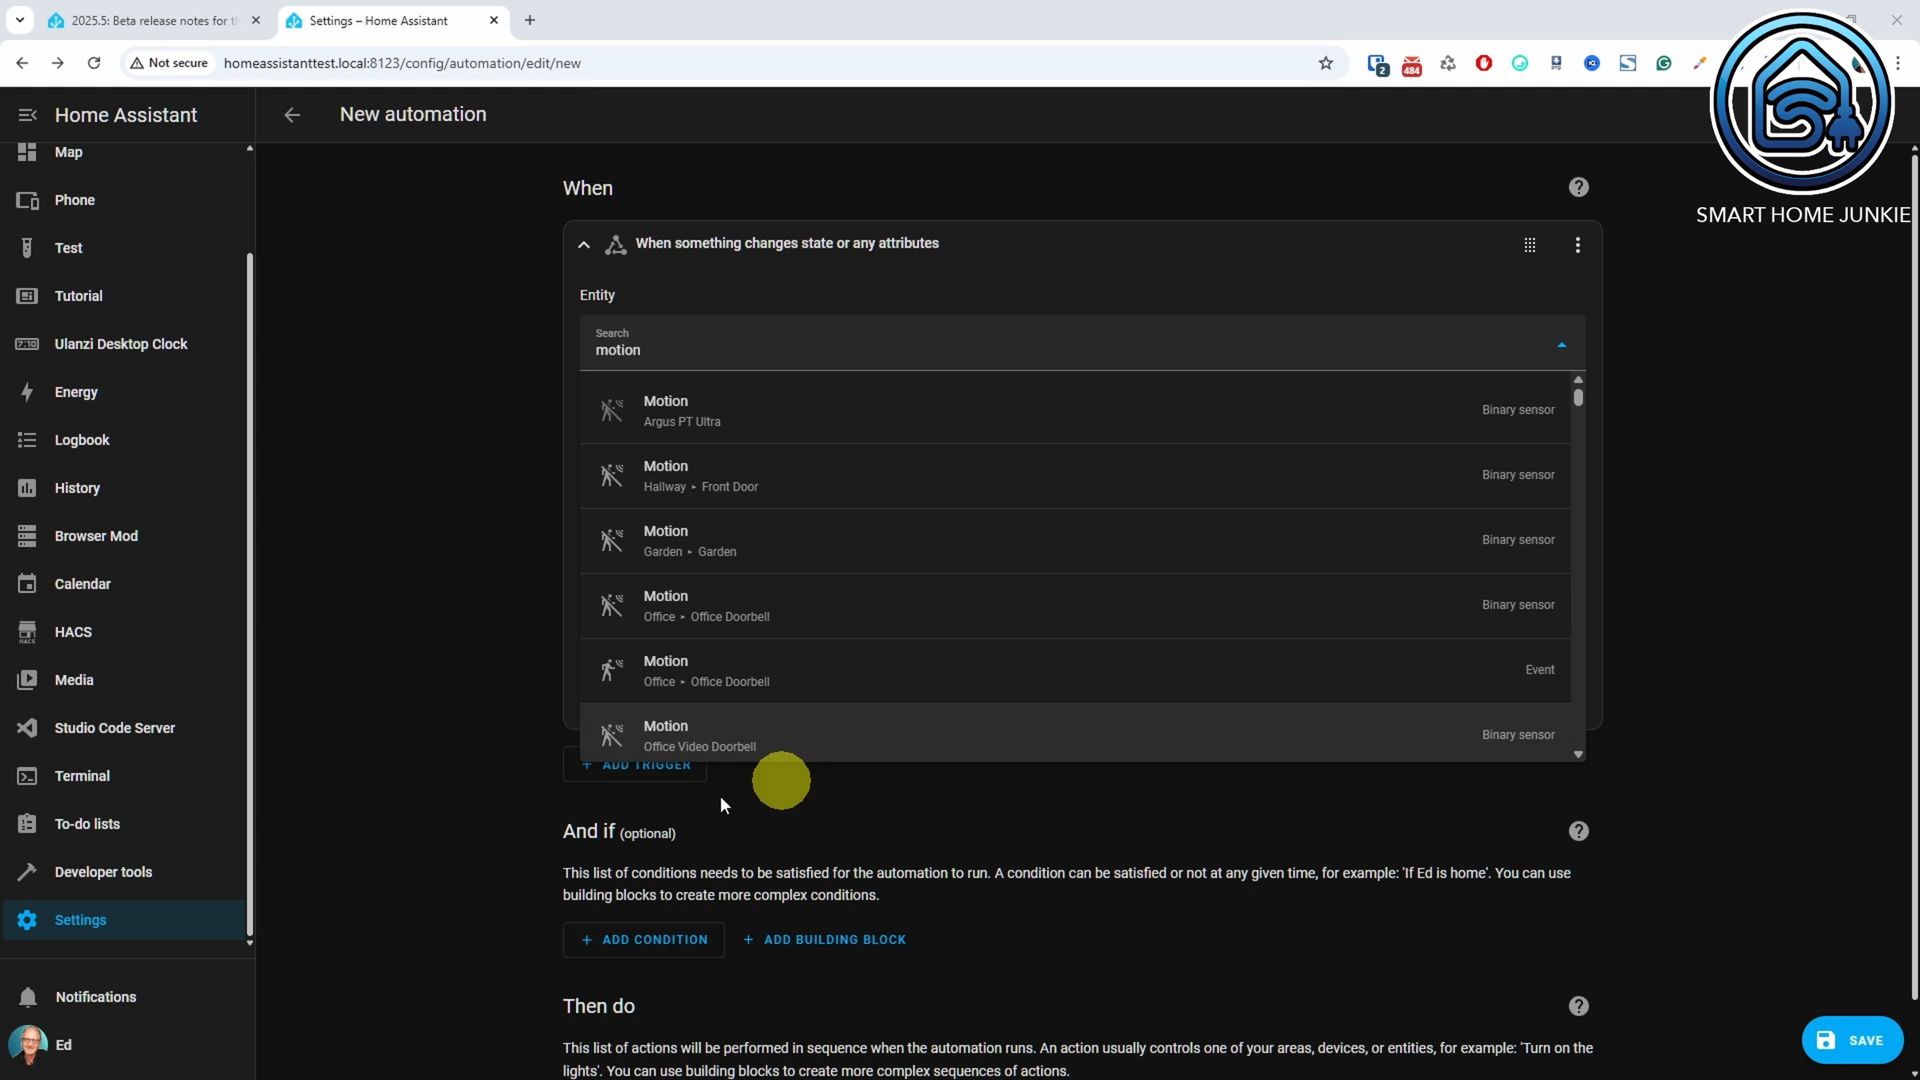 2025.5: Beta release notes for t
Settings – Home Assistant
Not secure
homeassistanttest.local:8123/config/automation/edit/new
2
484
SMART HOME JUNKIE
Home Assistant
Map
Phone
Test
Tutorial
7:10
Ulanzi Desktop Clock
Energy
Logbook
History
Browser Mod
Calendar
HACS
HACS
Media
Studio Code Server
Terminal
To-do lists
Developer tools
Settings
Notifications
Ed
New automation
When
When something changes state or any attributes
Entity
Search
motion
Motion
Argus PT Ultra
Binary sensor
Motion
Hallway ▸ Front Door
Binary sensor
Motion
Garden ▸ Garden
Binary sensor
Motion
Office ▸ Office Doorbell
Binary sensor
Motion
Office ▸ Office Doorbell
Event
Motion
Office Video Doorbell
Binary sensor
+ ADD TRIGGER
And if (optional)
This list of conditions needs to be satisfied for the automation to run. A condition can be satisfied or not at any given time, for example: 'If Ed is home'. You can use
building blocks to create more complex conditions.
+ ADD CONDITION
+ ADD BUILDING BLOCK
Then do
This list of actions will be performed in sequence when the automation runs. An action usually controls one of your areas, devices, or entities, for example: 'Turn on the
lights'. You can use building blocks to create more complex sequences of actions.
SAVE